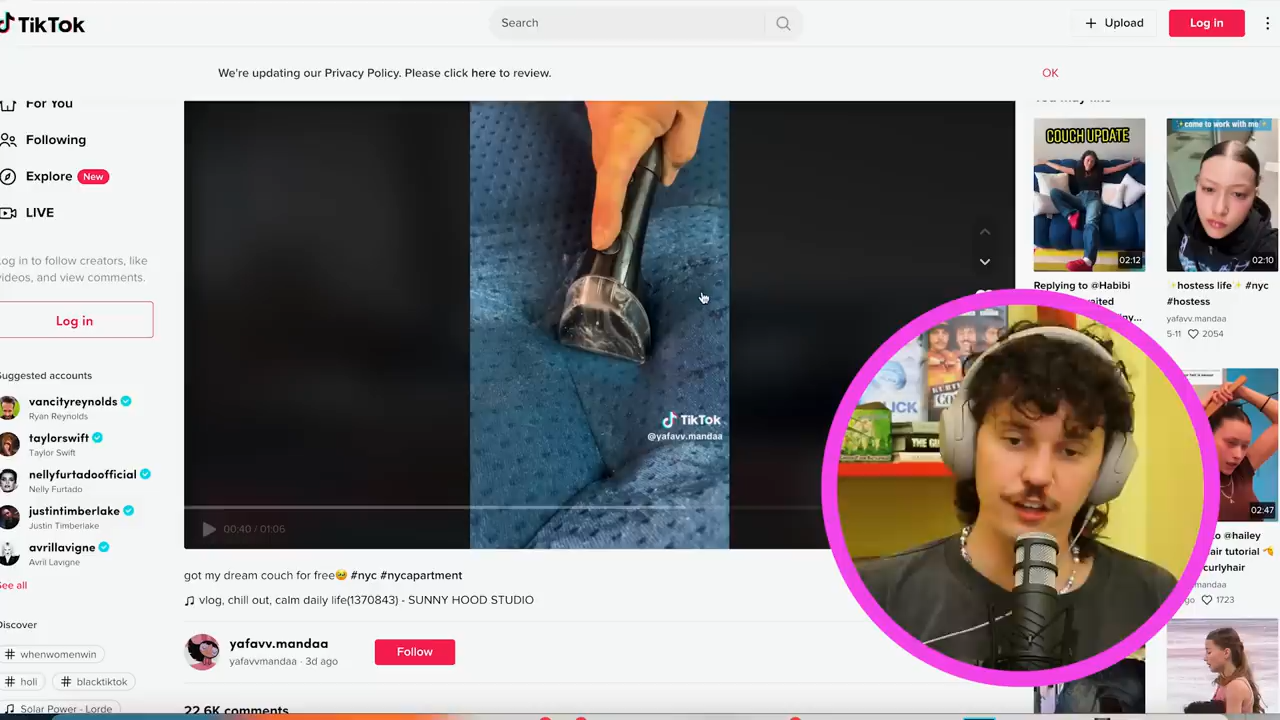 TikTok
Search
Upload
Log in
We're updating our Privacy Policy. Please click here to review.
OK
For You
Following
Explore
New
LIVE
Log in to follow creators, like
videos, and view comments.
Log in
Suggested accounts
vancityreynolds
Ryan Reynolds
taylorswift
Taylor Swift
nellyfurtadoofficial
Nelly Furtado
justintimberlake
Justin Timberlake
avrillavigne
Avril Lavigne
See all
Discover
# whenwomenwin
# holi
# blacktiktok
Solar Power - Lorde
TikTok
@yafavv.mandaa
00:40 / 01:06
got my dream couch for free🥹 #nyc #nycapartment
vlog, chill out, calm daily life(1370843) - SUNNY HOOD STUDIO
yafavv.mandaa
yafavvmandaa · 3d ago
Follow
22.6K comments
You may like
COUCH UPDATE
02:12
Replying to @Habibi
✨come to work with me✨
02:10
✨hostess life✨ #nyc
#hostess
yafavv.mandaa
5-11
2054
02:47
@hailey
hair tutorial
curlyhair
1723